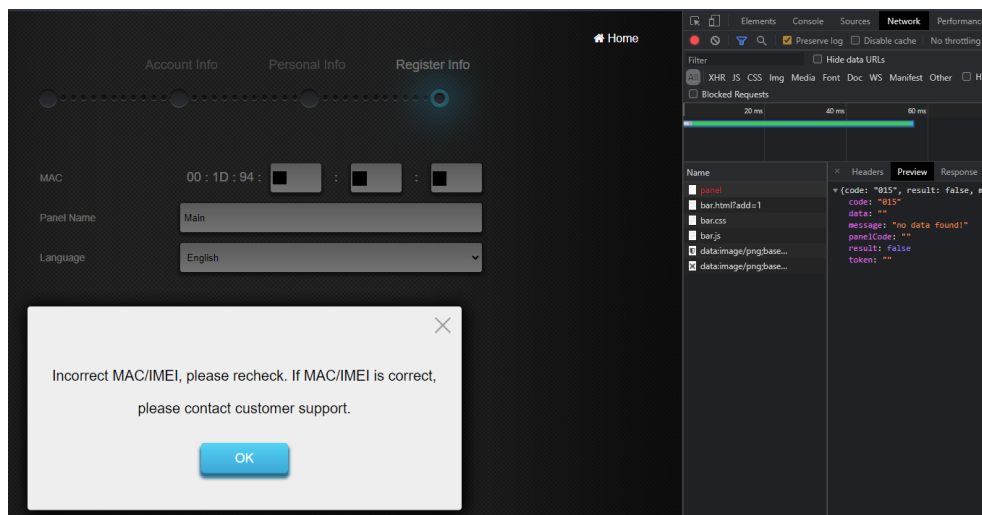 Home
Account Info Personal Info Register Info
MAC 00 : 1D : 94 : : :
Panel Name Main
Language English
Incorrect MAC/IMEI, please recheck. If MAC/IMEI is correct,
please contact customer support.
OK
Elements Console Sources Network Performanc
Preserve log Disable cache No throttling
Filter Hide data URLs
All XHR JS CSS Img Media Font Doc WS Manifest Other H
Blocked Requests
20 ms 40 ms 60 ms
Name × Headers Preview Response
panel
bar.html?add=1
bar.css
bar.js
data:image/png;base...
data:image/png;base...
{code: "015", result: false, m
code: "015"
data: ""
message: "no data found!"
panelCode: ""
result: false
token: ""